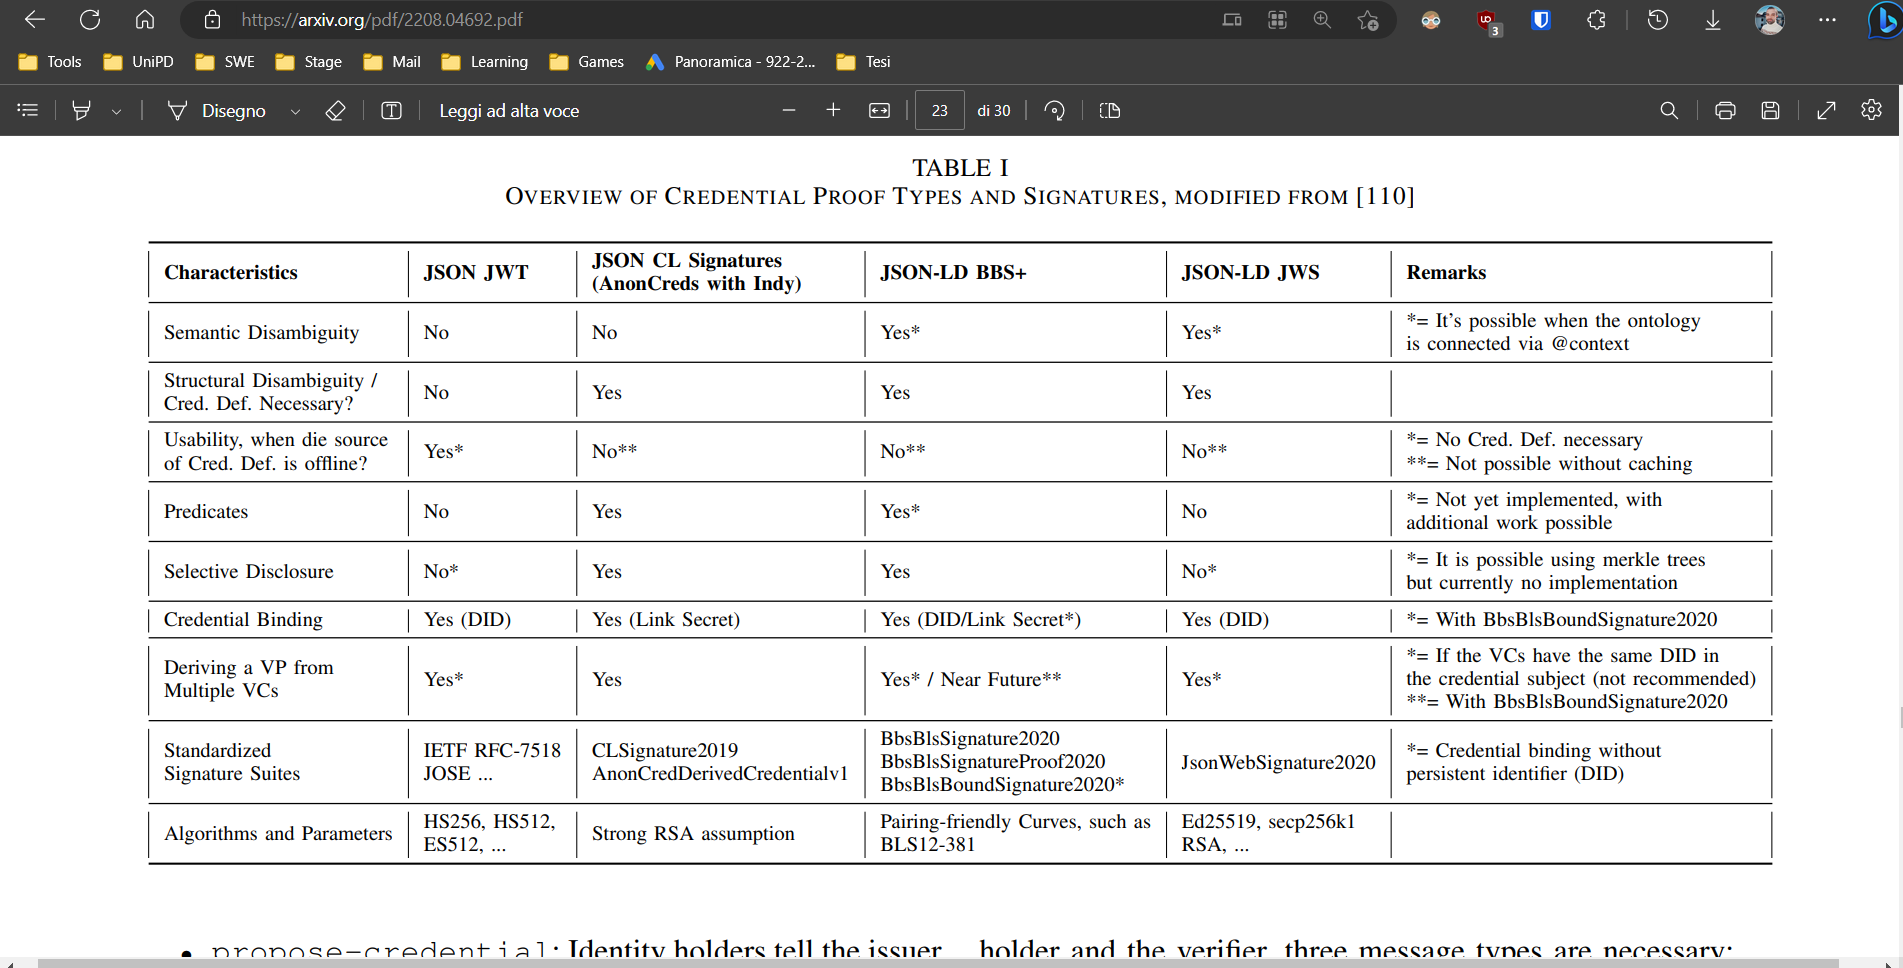 https://arxiv.org/pdf/2208.04692.pdf
3
Tools UniPD SWE Stage Mail Learning Games Panoramica - 922-2... Tesi
Disegno Leggi ad alta voce 23 di 30
TABLE I
OVERVIEW OF CREDENTIAL PROOF TYPES AND SIGNATURES, MODIFIED FROM [110]
Characteristics JSON JWT JSON CL Signatures (AnonCreds with Indy) JSON-LD BBS+ JSON-LD JWS Remarks
Semantic Disambiguity No No Yes* Yes* *= It's possible when the ontology is connected via @context
Structural Disambiguity / Cred. Def. Necessary? No Yes Yes Yes
Usability, when die source of Cred. Def. is offline? Yes* No** No** No** *= No Cred. Def. necessary **= Not possible without caching
Predicates No Yes Yes* No *= Not yet implemented, with additional work possible
Selective Disclosure No* Yes Yes No* *= It is possible using merkle trees but currently no implementation
Credential Binding Yes (DID) Yes (Link Secret) Yes (DID/Link Secret*) Yes (DID) *= With BbsBlsBoundSignature2020
Deriving a VP from Multiple VCs Yes* Yes Yes* / Near Future** Yes* *= If the VCs have the same DID in the credential subject (not recommended) **= With BbsBlsBoundSignature2020
Standardized Signature Suites IETF RFC-7518 JOSE ... CLSignature2019 AnonCredDerivedCredentialv1 BbsBlsSignature2020 BbsBlsSignatureProof2020 BbsBlsBoundSignature2020* JsonWebSignature2020 *= Credential binding without persistent identifier (DID)
Algorithms and Parameters HS256, HS512, ES512, ... Strong RSA assumption Pairing-friendly Curves, such as BLS12-381 Ed25519, secp256k1 RSA, ...
• propose-credential: Identity holders tell the issuer
holder and the verifier, three message types are necessary: